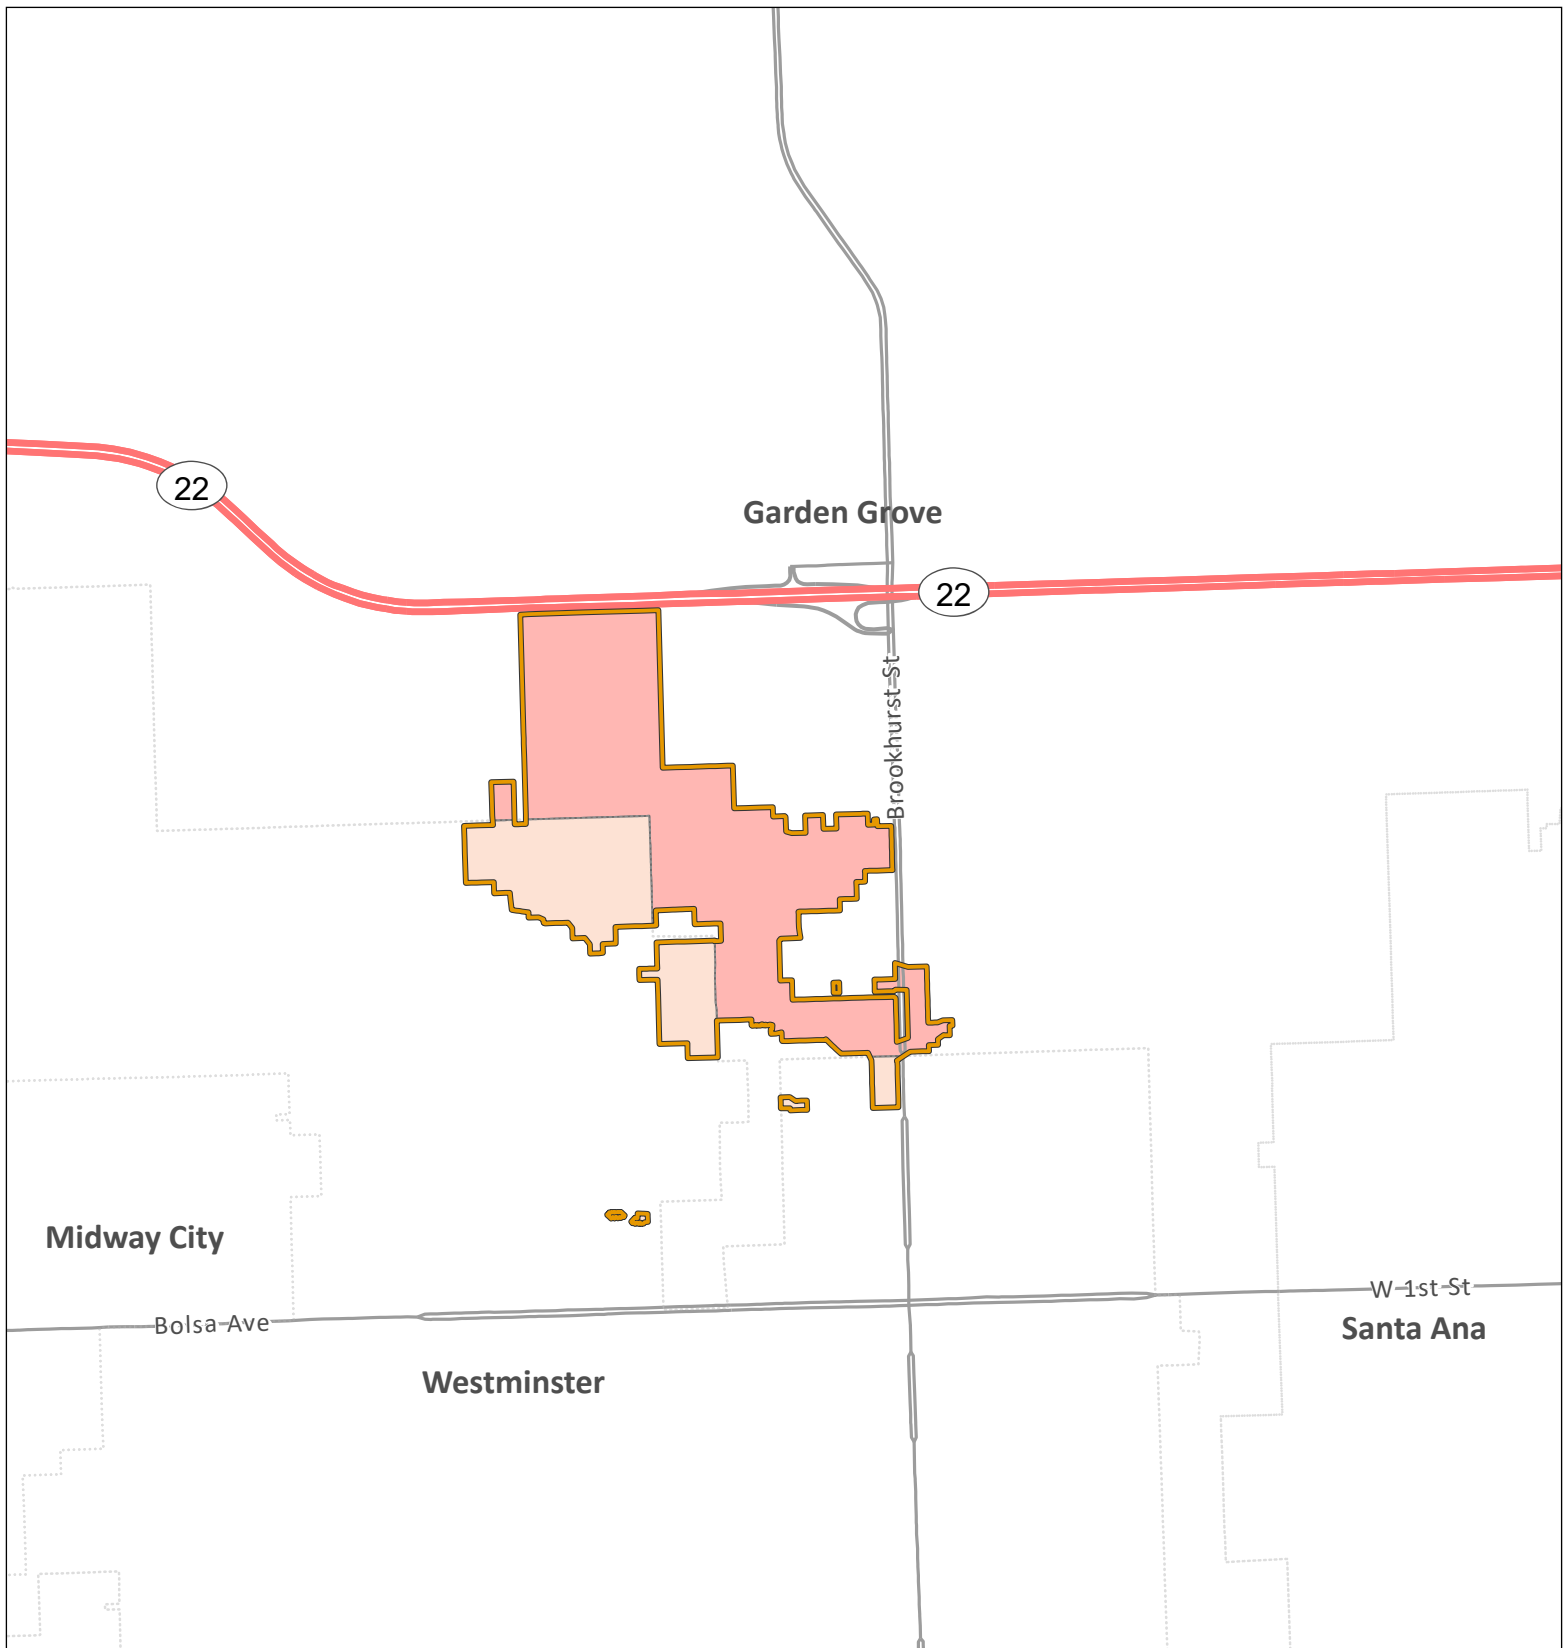 22
Garden Grove
22
Brookhurst St
Midway City
W 1st St
Bolsa Ave
Santa Ana
Westminster